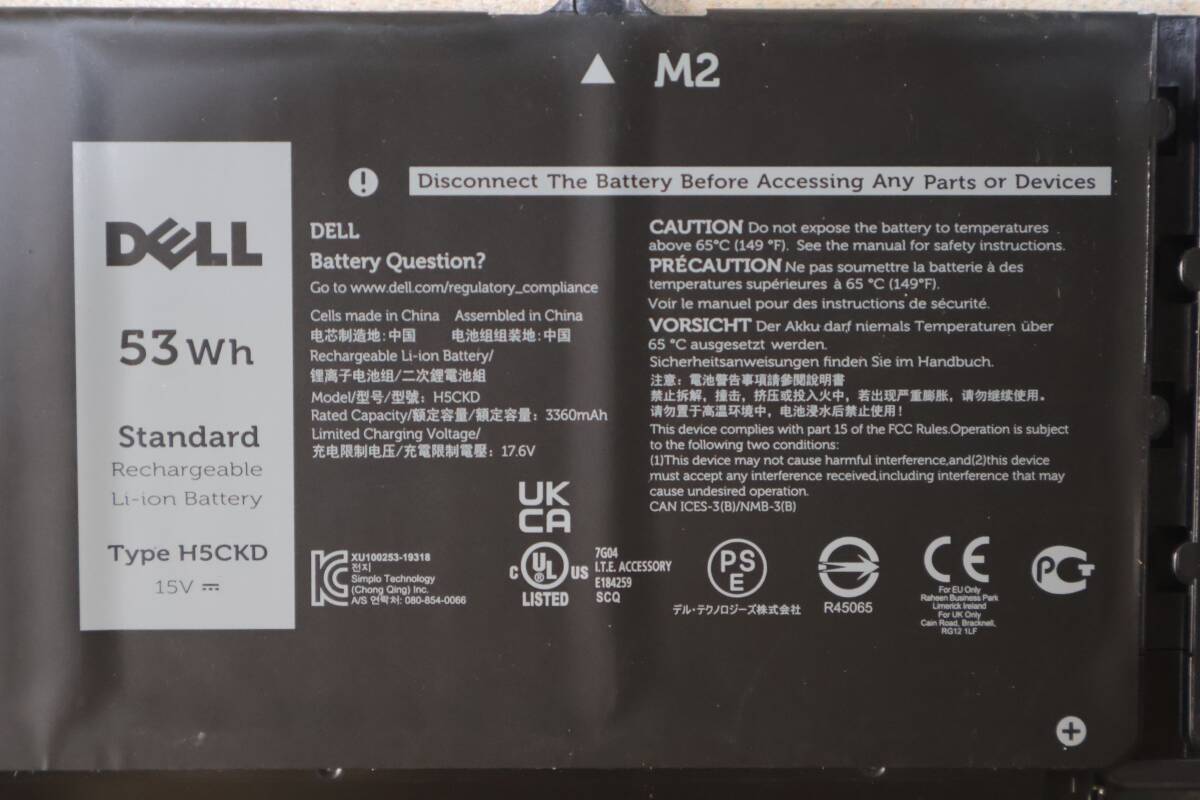 M2
! Disconnect The Battery Before Accessing Any Parts or Devices
DELL
53 Wh
Standard
Rechargeable
Li-ion Battery
Type H5CKD
15V
DELL
Battery Question?
Go to www.dell.com/regulatory_compliance
Cells made in China Assembled in China
电芯制造地: 中国 电池组组装地: 中国
Rechargeable Li-ion Battery/
锂离子电池组/二次鋰電池組
Model/型号/型號: H5CKD
Rated Capacity/额定容量/額定容量: 3360mAh
Limited Charging Voltage/
充电限制电压/充電限制電壓: 17.6V
CAUTION Do not expose the battery to temperatures
above 65°C (149 °F). See the manual for safety instructions.
PRÉCAUTION Ne pas soumettre la batterie à des
temperatures supérieures à 65 °C (149°F).
Voir le manuel pour des instructions de sécurité.
VORSICHT Der Akku darf niemals Temperaturen über
65 °C ausgesetzt werden.
Sicherheitsanweisungen finden Sie im Handbuch.
注意: 電池警告事項請參閱說明書
禁止拆解，撞击，挤压或投入火中，若出现严重膨胀，请勿继续使用。
请勿置于高温环境中，电池浸水后禁止使用！
This device complies with part 15 of the FCC Rules.Operation is subject
to the following two conditions:
(1)This device may not cause harmful interference,and(2)this device
must accept any interference received,including interference that may
cause undesired operation.
CAN ICES-3(B)/NMB-3(B)
UK
CA
XU100253-19318
전지
Simplo Technology
(Chong Qing) Inc.
A/S 연락처: 080-854-0066
C UL US
LISTED
7G04
I.T.E. ACCESSORY
E184259
SCQ
PS
E
デル・テクノロジーズ株式会社
R45065
CE
For EU Only
Raheen Business Park
Limerick Ireland
For UK Only
Cain Road, Bracknell,
RG12 1LF